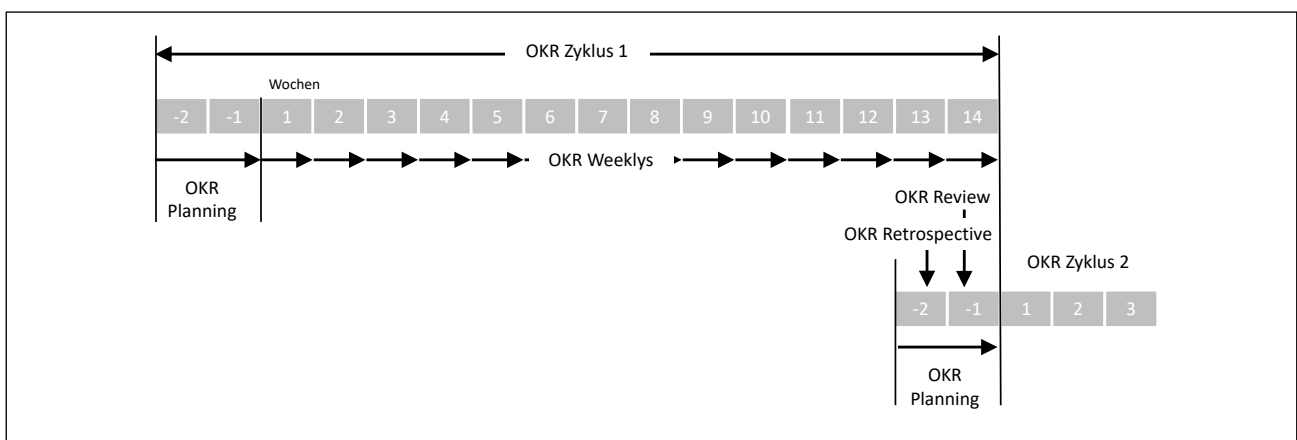 OKR Zyklus 1
Wochen
-2 -1 1 2 3 4 5 6 7 8 9 10 11 12 13 14
OKR Weeklys
OKR
Planning
OKR Review
OKR Retrospective
OKR Zyklus 2
-2 -1 1 2 3
OKR
Planning